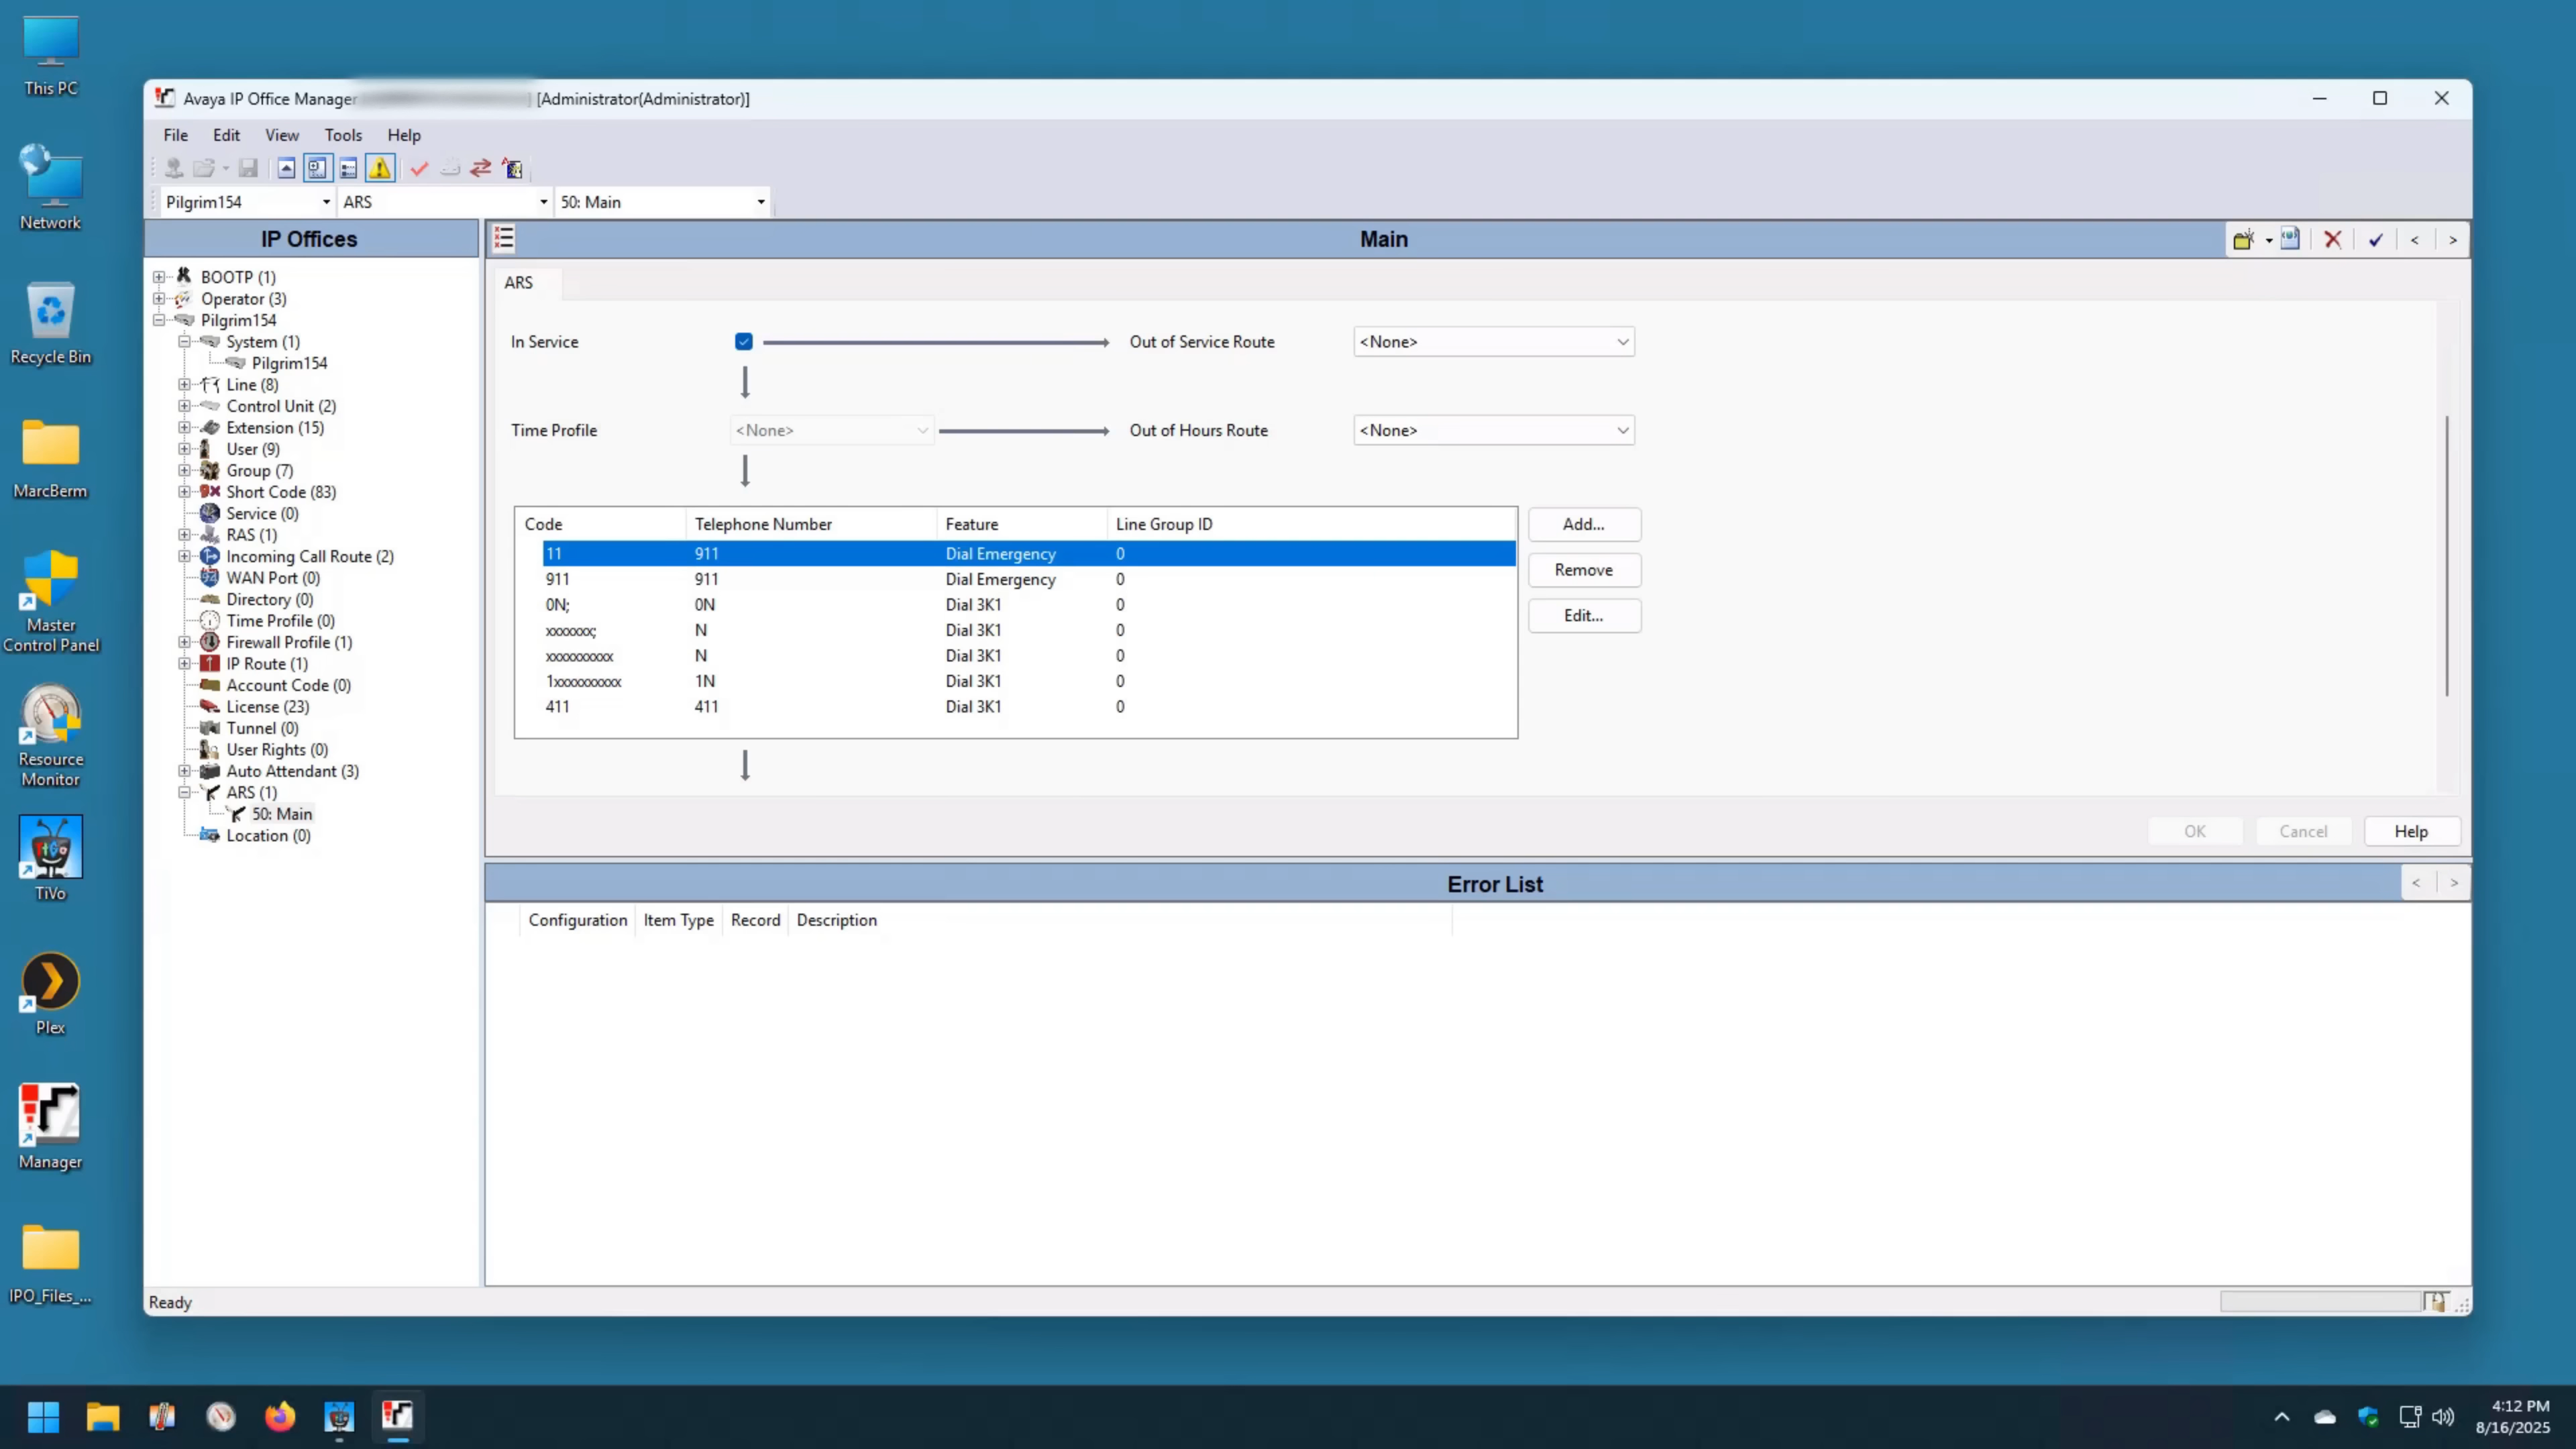 This PC
Network
Recycle Bin
MarcBerm
Master
Control Panel
Resource
Monitor
TiVo
Plex
Manager
IPO_Files_...
Avaya IP Office Manager
] [Administrator(Administrator)]
File Edit View Tools Help
Pilgrim154 ARS 50: Main
IP Offices
BOOTP (1)
Operator (3)
Pilgrim154
System (1)
Pilgrim154
Line (8)
Control Unit (2)
Extension (15)
User (9)
Group (7)
Short Code (83)
Service (0)
RAS (1)
Incoming Call Route (2)
WAN Port (0)
Directory (0)
Time Profile (0)
Firewall Profile (1)
IP Route (1)
Account Code (0)
License (23)
Tunnel (0)
User Rights (0)
Auto Attendant (3)
ARS (1)
50: Main
Location (0)
Main
ARS
In Service Out of Service Route <None>
Time Profile <None> Out of Hours Route <None>
Code Telephone Number Feature Line Group ID
11 911 Dial Emergency 0
911 911 Dial Emergency 0
0N; 0N Dial 3K1 0
xxxxxxx; N Dial 3K1 0
xxxxxxxxxx N Dial 3K1 0
1xxxxxxxxxx 1N Dial 3K1 0
411 411 Dial 3K1 0
Add...
Remove
Edit...
OK Cancel Help
Error List
Configuration Item Type Record Description
Ready
4:12 PM
8/16/2025